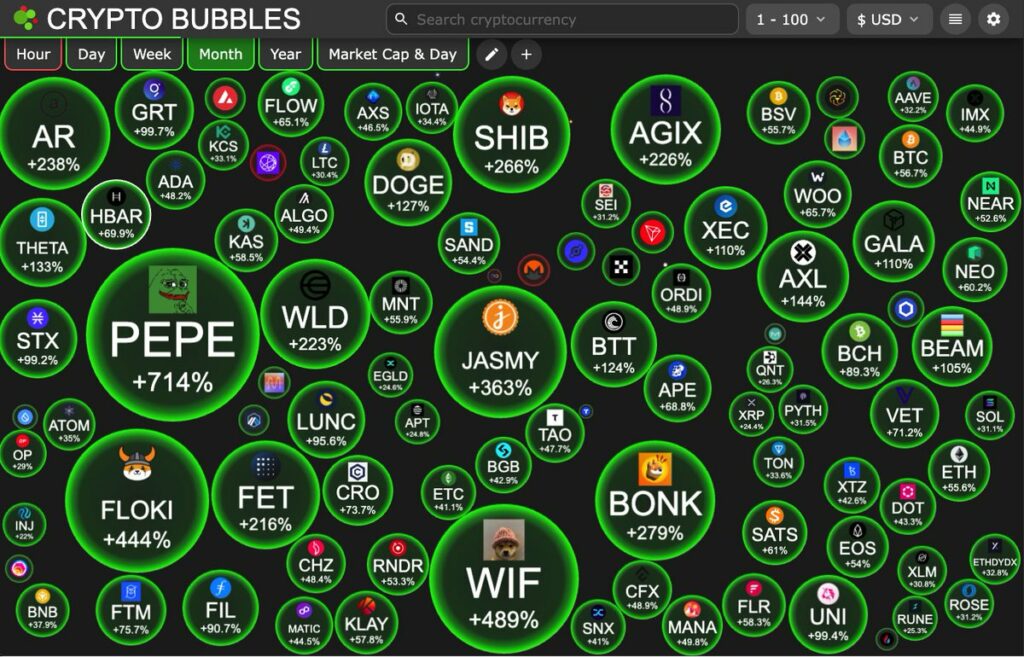 CRYPTO BUBBLES
Search cryptocurrency
1 - 100
$ USD
Hour
Day
Week
Month
Year
Market Cap & Day
+
AR
+238%
GRT
+99.7%
KCS
+33.1%
FLOW
+65.1%
AXS
+46.5%
IOTA
+34.4%
SHIB
+266%
AGIX
+226%
BSV
+55.7%
AAVE
+32.2%
IMX
+44.9%
LTC
+30.4%
BTC
+56.7%
ADA
+48.2%
DOGE
+127%
WOO
+65.7%
HBAR
+69.9%
ALGO
+49.4%
SEI
+31.2%
NEAR
+52.6%
THETA
+133%
KAS
+58.5%
SAND
+54.4%
XEC
+110%
GALA
+110%
NEO
+60.2%
AXL
+144%
ORDI
+48.9%
MNT
+55.9%
WLD
+223%
PEPE
+714%
STX
+99.2%
JASMY
+363%
BTT
+124%
BCH
+89.3%
BEAM
+105%
QNT
+26.3%
EGLD
+24.6%
APE
+68.8%
LUNC
+95.6%
APT
+24.8%
XRP
+24.4%
PYTH
+31.5%
VET
+71.2%
SOL
+31.1%
ATOM
+35%
TAO
+47.7%
OP
+29%
BGB
+42.9%
TON
+33.6%
ETH
+55.6%
FLOKI
+444%
FET
+216%
CRO
+73.7%
ETC
+41.1%
BONK
+279%
XTZ
+42.6%
DOT
+43.3%
INJ
+22%
SATS
+61%
EOS
+54%
WIF
+489%
CHZ
+48.4%
RNDR
+53.3%
XLM
+30.8%
ETHDYDX
+32.8%
CFX
+48.9%
BNB
+37.9%
FTM
+75.7%
FIL
+90.7%
MATIC
+44.5%
KLAY
+57.8%
SNX
+41%
MANA
+49.8%
FLR
+58.3%
UNI
+99.4%
RUNE
+25.3%
ROSE
+31.2%